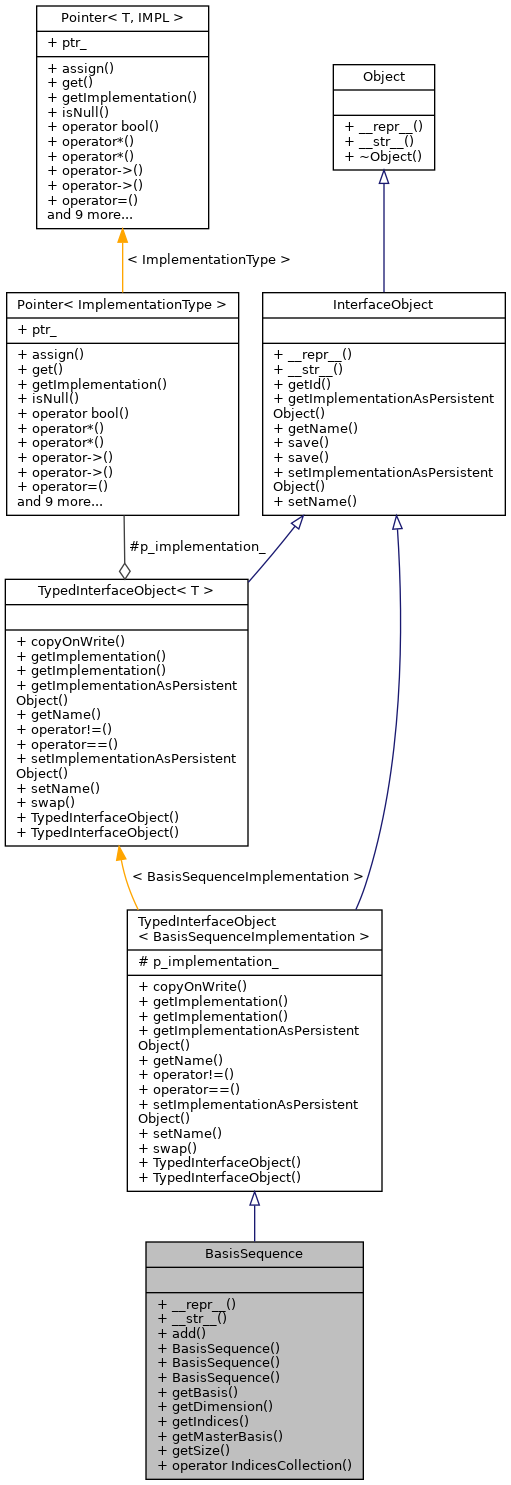 Pointer< T, IMPL >
+ ptr_
+ assign()
+ get()
+ getImplementation()
+ isNull()
+ operator bool()
+ operator*()
+ operator*()
+ operator->()
+ operator->()
+ operator=()
and 9 more...
Object
+ __repr__()
+ __str__()
+ ~Object()
< ImplementationType >
Pointer< ImplementationType >
+ ptr_
+ assign()
+ get()
+ getImplementation()
+ isNull()
+ operator bool()
+ operator*()
+ operator*()
+ operator->()
+ operator->()
+ operator=()
and 9 more...
InterfaceObject
+ __repr__()
+ __str__()
+ getId()
+ getImplementationAsPersistent
Object()
+ getName()
+ save()
+ save()
+ setImplementationAsPersistent
Object()
+ setName()
#p_implementation_
TypedInterfaceObject< T >
+ copyOnWrite()
+ getImplementation()
+ getImplementation()
+ getImplementationAsPersistent
Object()
+ getName()
+ operator!=()
+ operator==()
+ setImplementationAsPersistent
Object()
+ setName()
+ swap()
+ TypedInterfaceObject()
+ TypedInterfaceObject()
< BasisSequenceImplementation >
TypedInterfaceObject
< BasisSequenceImplementation >
# p_implementation_
+ copyOnWrite()
+ getImplementation()
+ getImplementation()
+ getImplementationAsPersistent
Object()
+ getName()
+ operator!=()
+ operator==()
+ setImplementationAsPersistent
Object()
+ setName()
+ swap()
+ TypedInterfaceObject()
+ TypedInterfaceObject()
BasisSequence
+ __repr__()
+ __str__()
+ add()
+ BasisSequence()
+ BasisSequence()
+ BasisSequence()
+ getBasis()
+ getDimension()
+ getIndices()
+ getMasterBasis()
+ getSize()
+ operator IndicesCollection()